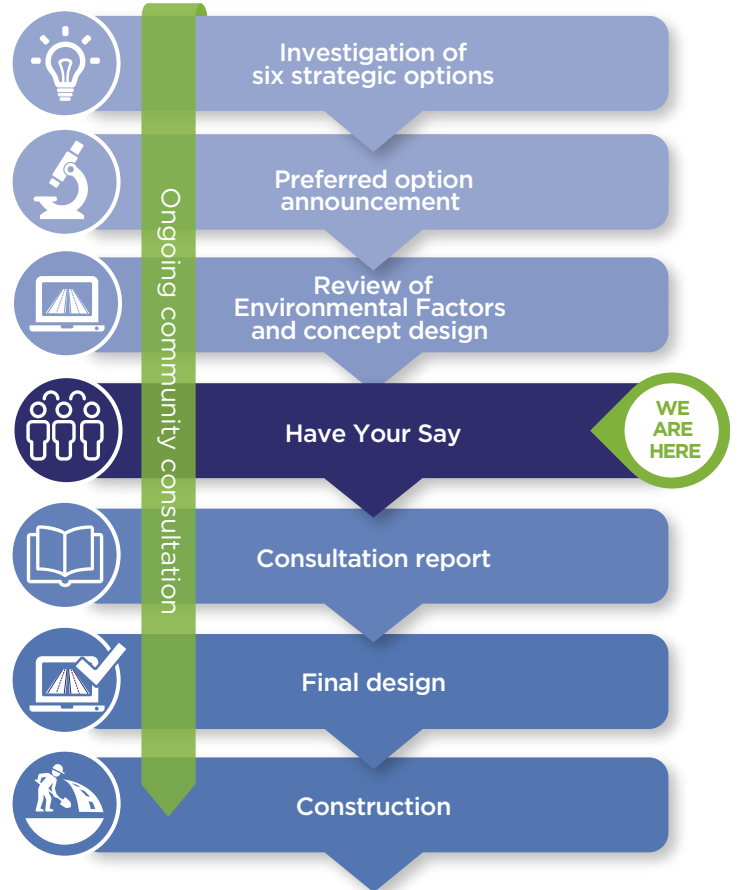 Investigation of
six strategic options
Preferred option
announcement
Ongoing community consultation
Review of
Environmental Factors
and concept design
Have Your Say
WE
ARE
HERE
Consultation report
Final design
Construction